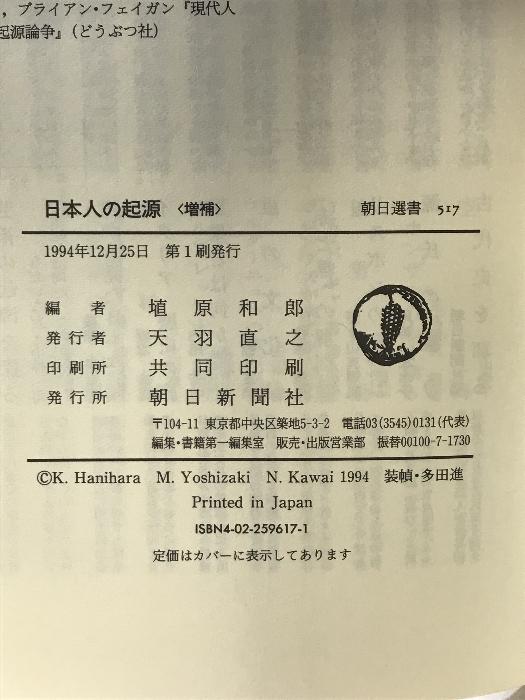 ，ブライアン・フェイガン『現代人
起源論争』（どうぶつ社）
日本人の起源 〈増補〉 朝日選書 517
1994年12月25日 第1刷発行
編者 埴原和郎
発行者 天羽直之
印刷所 共同印刷
発行所 朝日新聞社
〒104-11 東京都中央区築地5-3-2 電話03(3545)0131(代表)
編集・書籍第一編集室 販売・出版営業部 振替00100-7-1730
©K. Hanihara M. Yoshizaki N. Kawai 1994 装幀・多田進
Printed in Japan
ISBN4-02-259617-1
定価はカバーに表示してあります